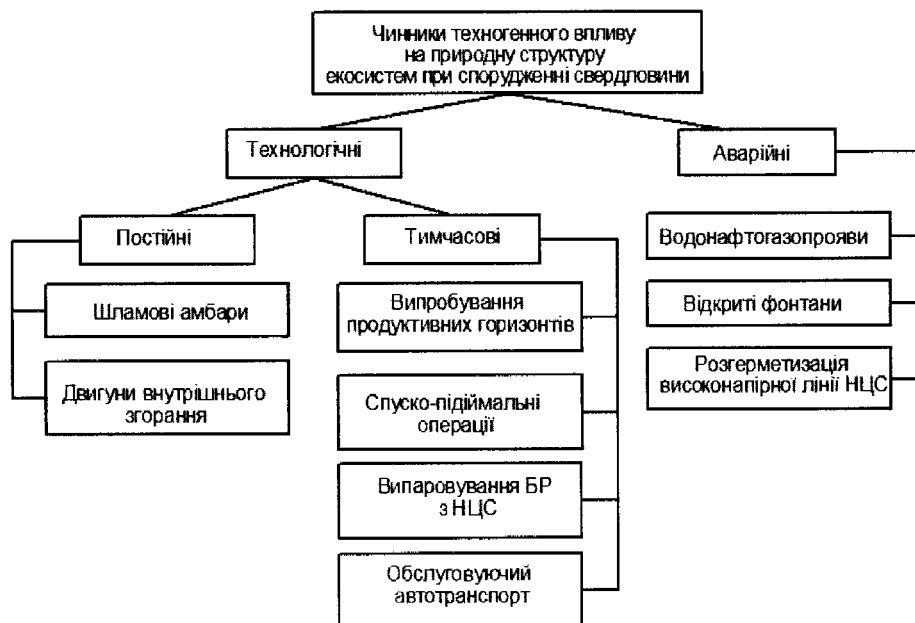 Чинники техногенного впливу
на природну структуру
екосистем при спорудженні свердловини
Технологічні
Аварійні
Постійні
Тимчасові
Водонафтогазопрояви
Шламові амбари
Випробування
продуктивних горизонтів
Відкриті фонтани
Двигуни внутрішнього
згорання
Розгерметизація
високонапірної лінії НЦС
Спуско-підіймальні
операції
Випаровування БР
з НЦС
Обслуговуючий
автотранспорт